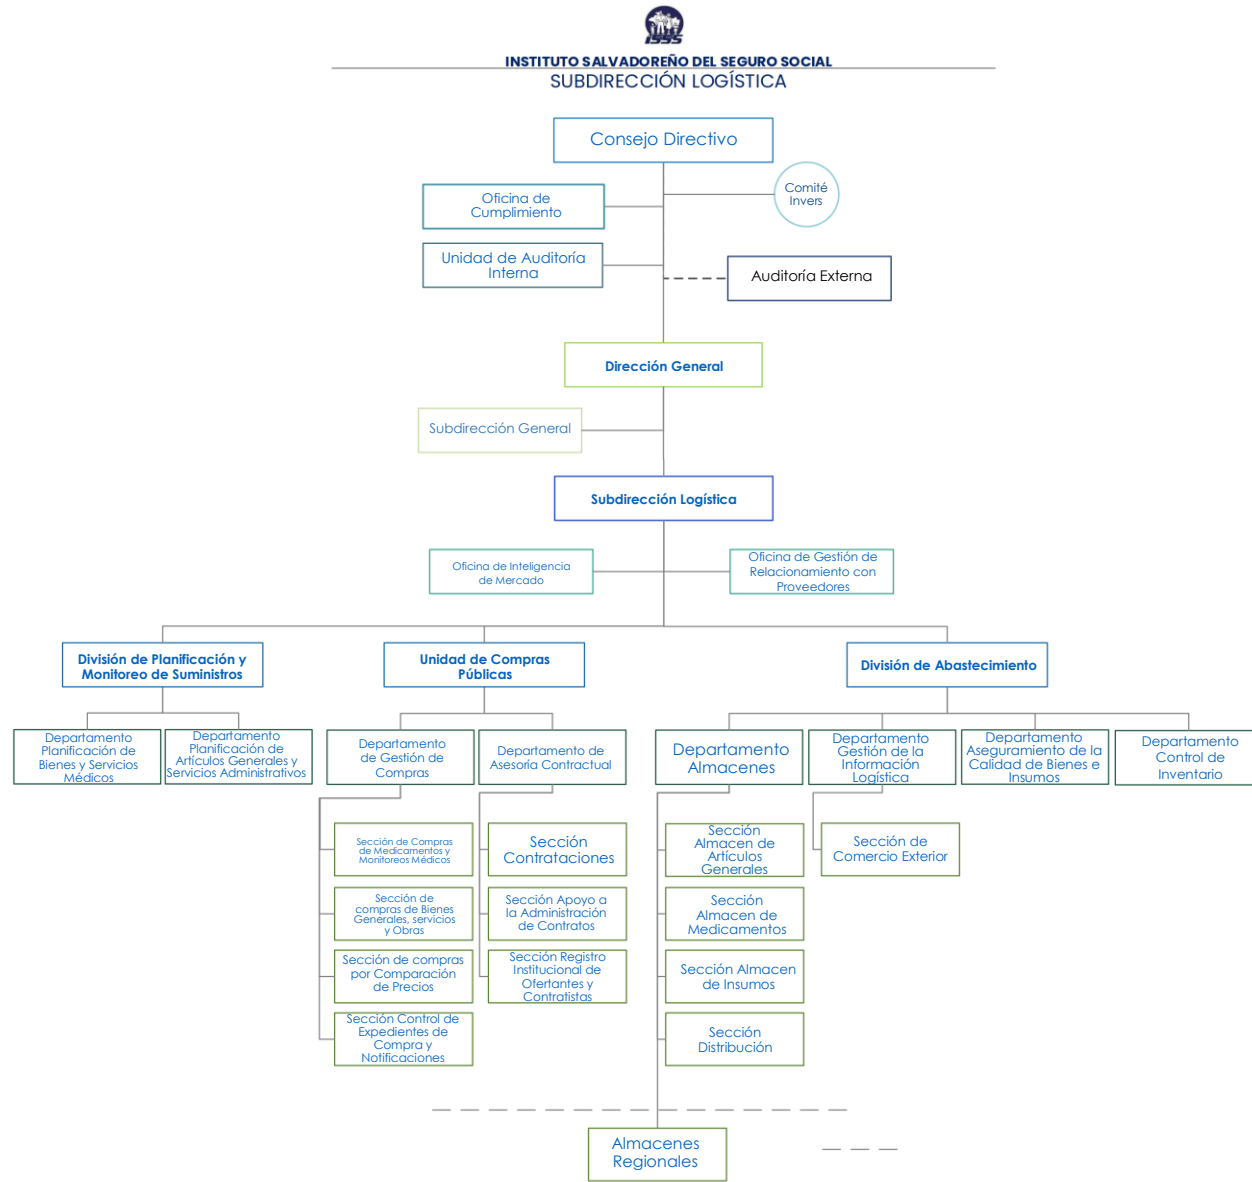 ISSS
INSTITUTO SALVADOREÑO DEL SEGURO SOCIAL
SUBDIRECCIÓN LOGÍSTICA
Consejo Directivo
Comité
Invers
Oficina de
Cumplimiento
Unidad de Auditoría
Interna
Auditoría Externa
Dirección General
Subdirección General
Subdirección Logística
Oficina de Inteligencia
de Mercado
Oficina de Gestión de
Relacionamiento con
Proveedores
División de Planificación y
Monitoreo de Suministros
Unidad de Compras
Públicas
División de Abastecimiento
Departamento
Planificación de
Bienes y Servicios
Médicos
Departamento
Planificación de
Artículos Generales y
Servicios Administrativos
Departamento
de Gestión de
Compras
Departamento de
Asesoría Contractual
Departamento
Almacenes
Departamento
Gestión de la
Información
Logística
Departamento
Aseguramiento de la
Calidad de Bienes e
Insumos
Departamento
Control de
Inventario
Sección de Compras
de Medicamentos y
Monitoreos Médicos
Sección
Contrataciones
Sección
Almacen de
Artículos
Generales
Sección de
Comercio Exterior
Sección de
compras de Bienes
Generales, servicios
y Obras
Sección Apoyo a
la Administración
de Contratos
Sección
Almacen de
Medicamentos
Sección de compras
por Comparación
de Precios
Sección Registro
Institucional de
Ofertantes y
Contratistas
Sección Almacen
de Insumos
Sección Control de
Expedientes de
Compra y
Notificaciones
Sección
Distribución
Almacenes
Regionales